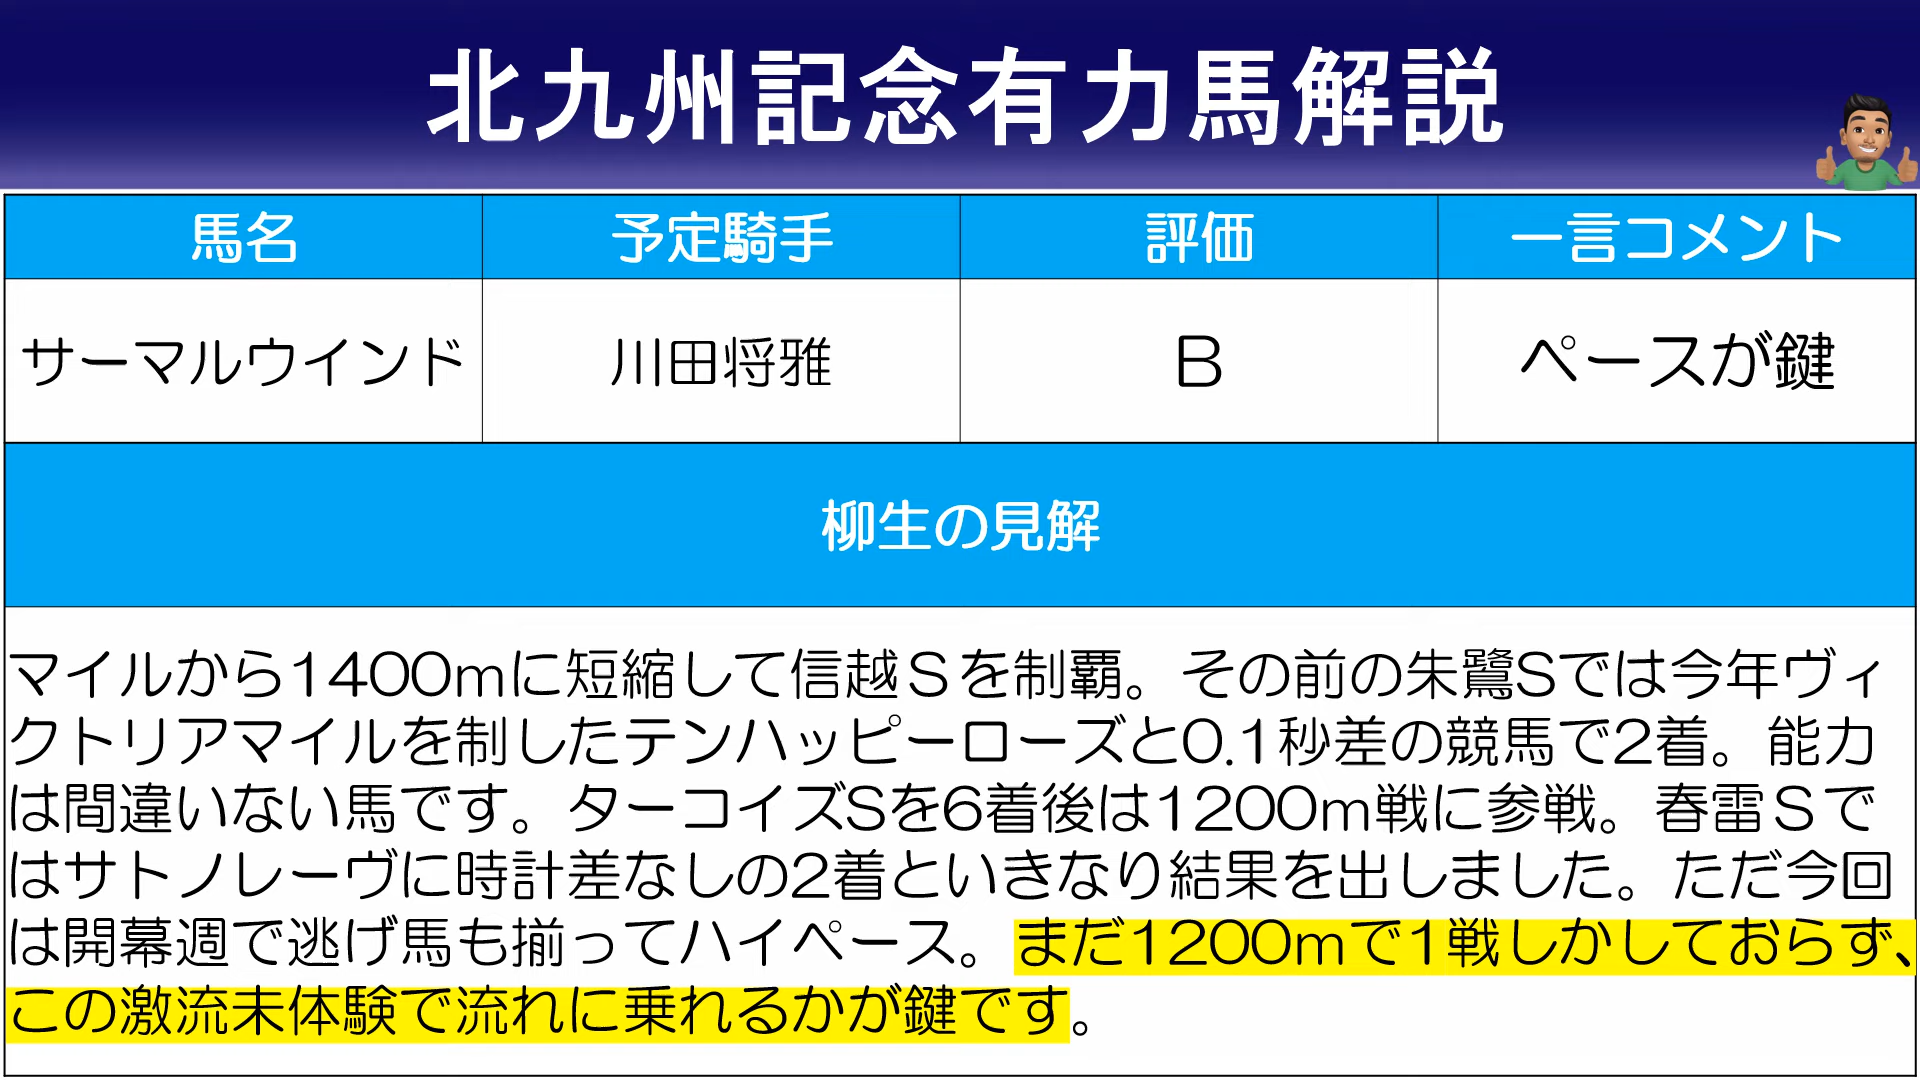 北九州記念有力馬解説
馬名 予定騎手 評価 一言コメント
サーマルウインド 川田将雅 B ペースが鍵
柳生の見解
マイルから1400mに短縮して信越Ｓを制覇。その前の朱鷺Sでは今年ヴィ
クトリアマイルを制したテンハッピーローズと0.1秒差の競馬で2着。能力
は間違いない馬です。ターコイズSを6着後は1200m戦に参戦。春雷Ｓで
はサトノレーヴに時計差なしの2着といきなり結果を出しました。ただ今回
は開幕週で逃げ馬も揃ってハイペース。まだ1200mで1戦しかしておらず、
この激流未体験で流れに乗れるかが鍵です。